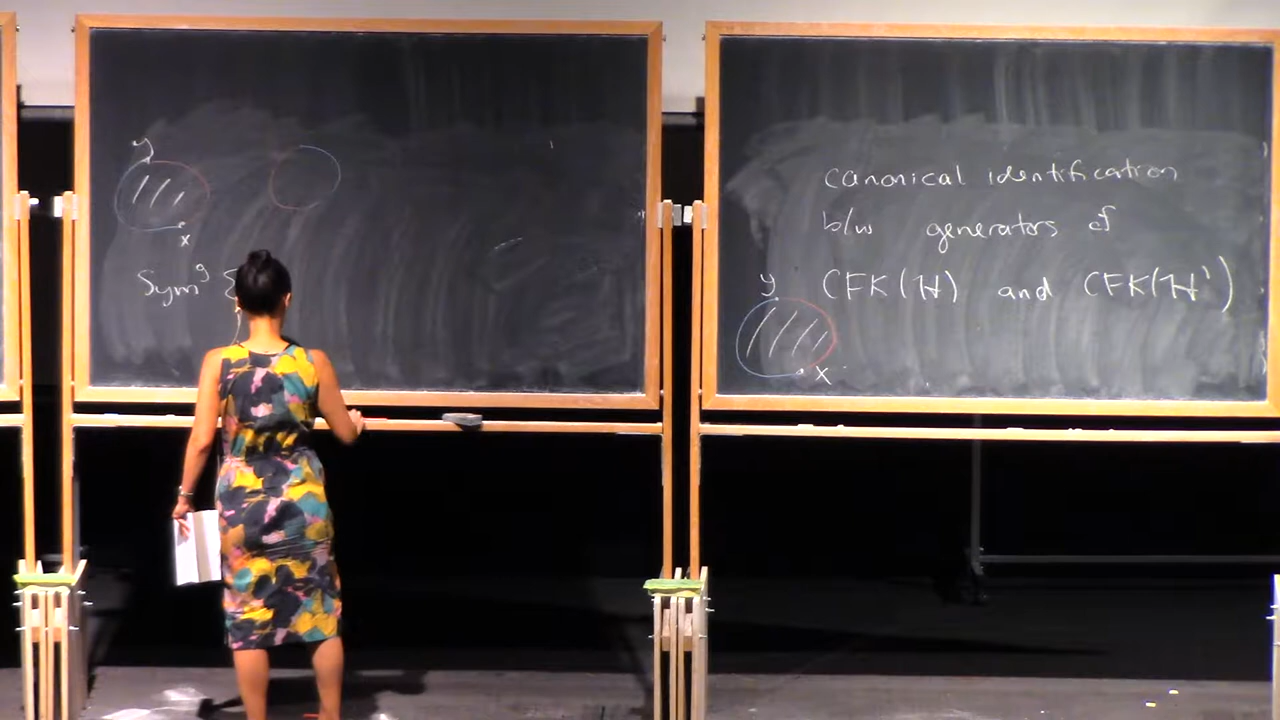 y
x
Sym^g Σ
canonical identification
b/w generators of
CFK(H) and CFK(H')
y
x